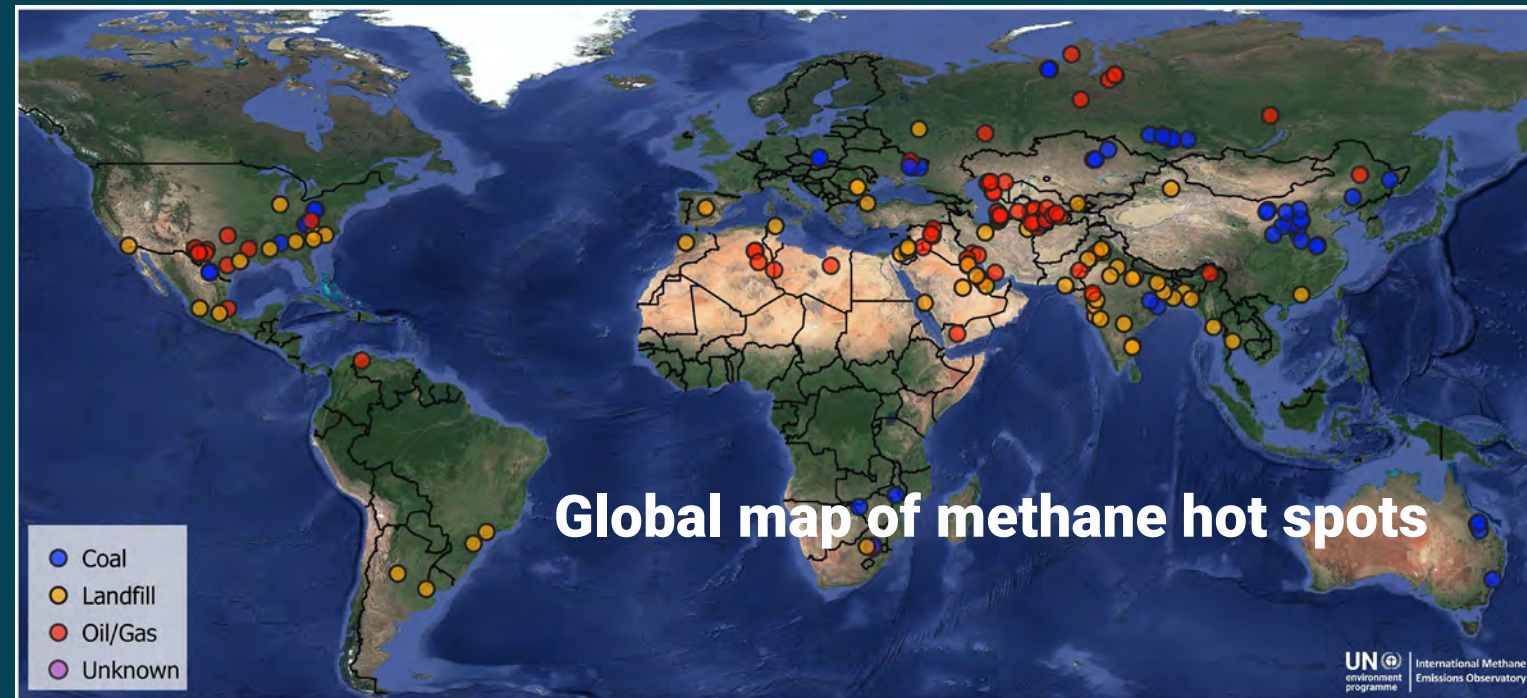 Global map of methane hot spots
Coal
Landfill
Oil/Gas
Unknown
UN
environment
programme
International Methane
Emissions Observatory